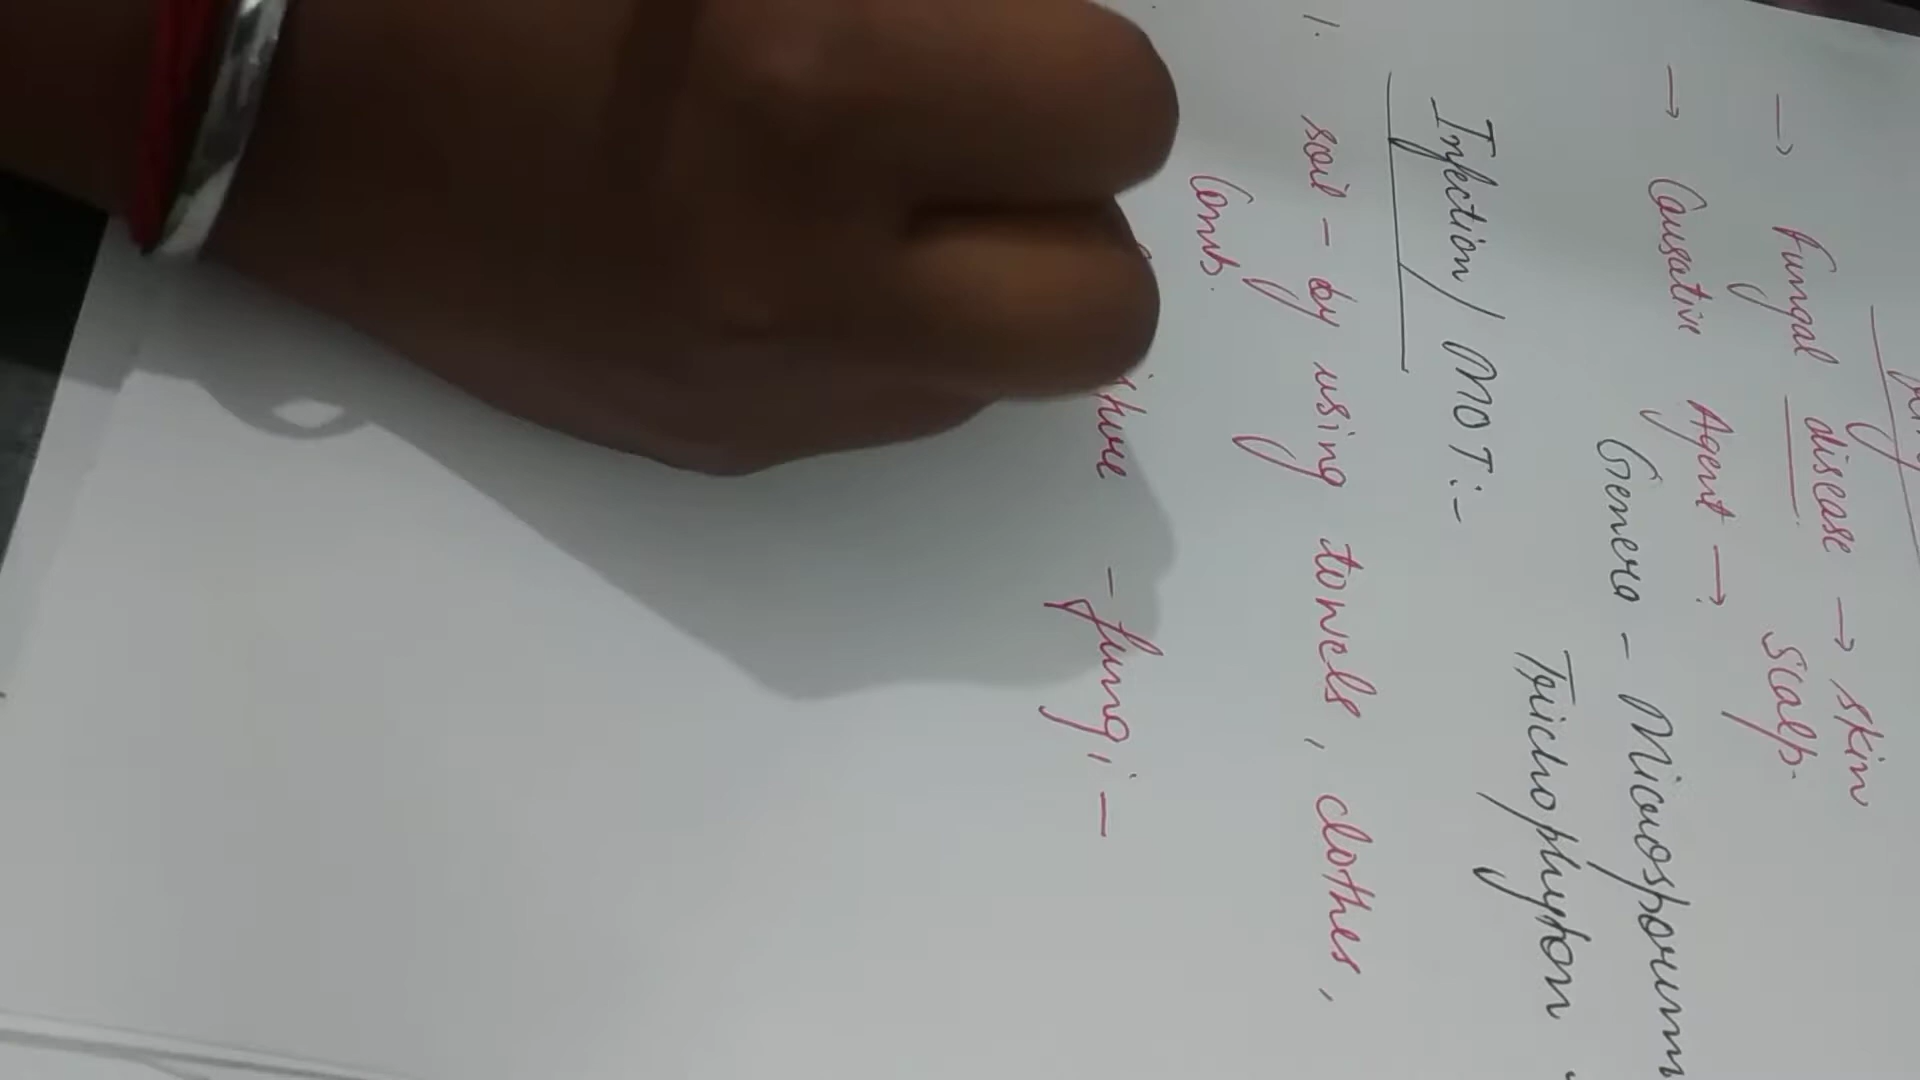 → Fungal disease → skin
scalp.
→ Causative Agent →
Genera - Microsporum
Trichophyton
Infection / MOT :-
1. soil - by using towels, clothes,
Comb.
- fungi -